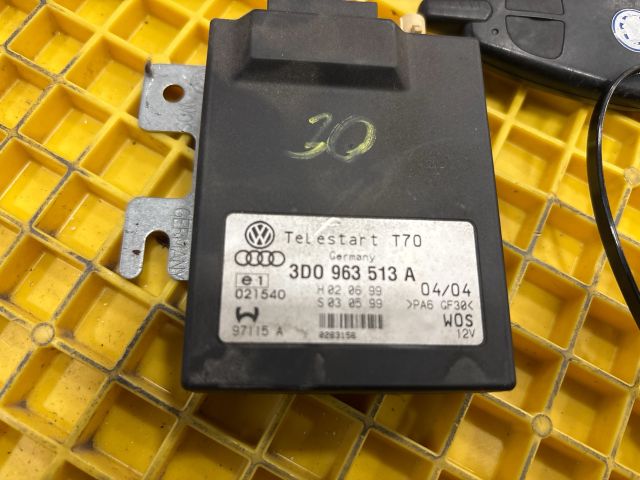 30
Telestart T70
Germany
3D0 963 513 A
e1
04/04
021540
H 02 06 99
S 03 05 99
>PA6 GF30<
WOS
97115 A
0263156
12V